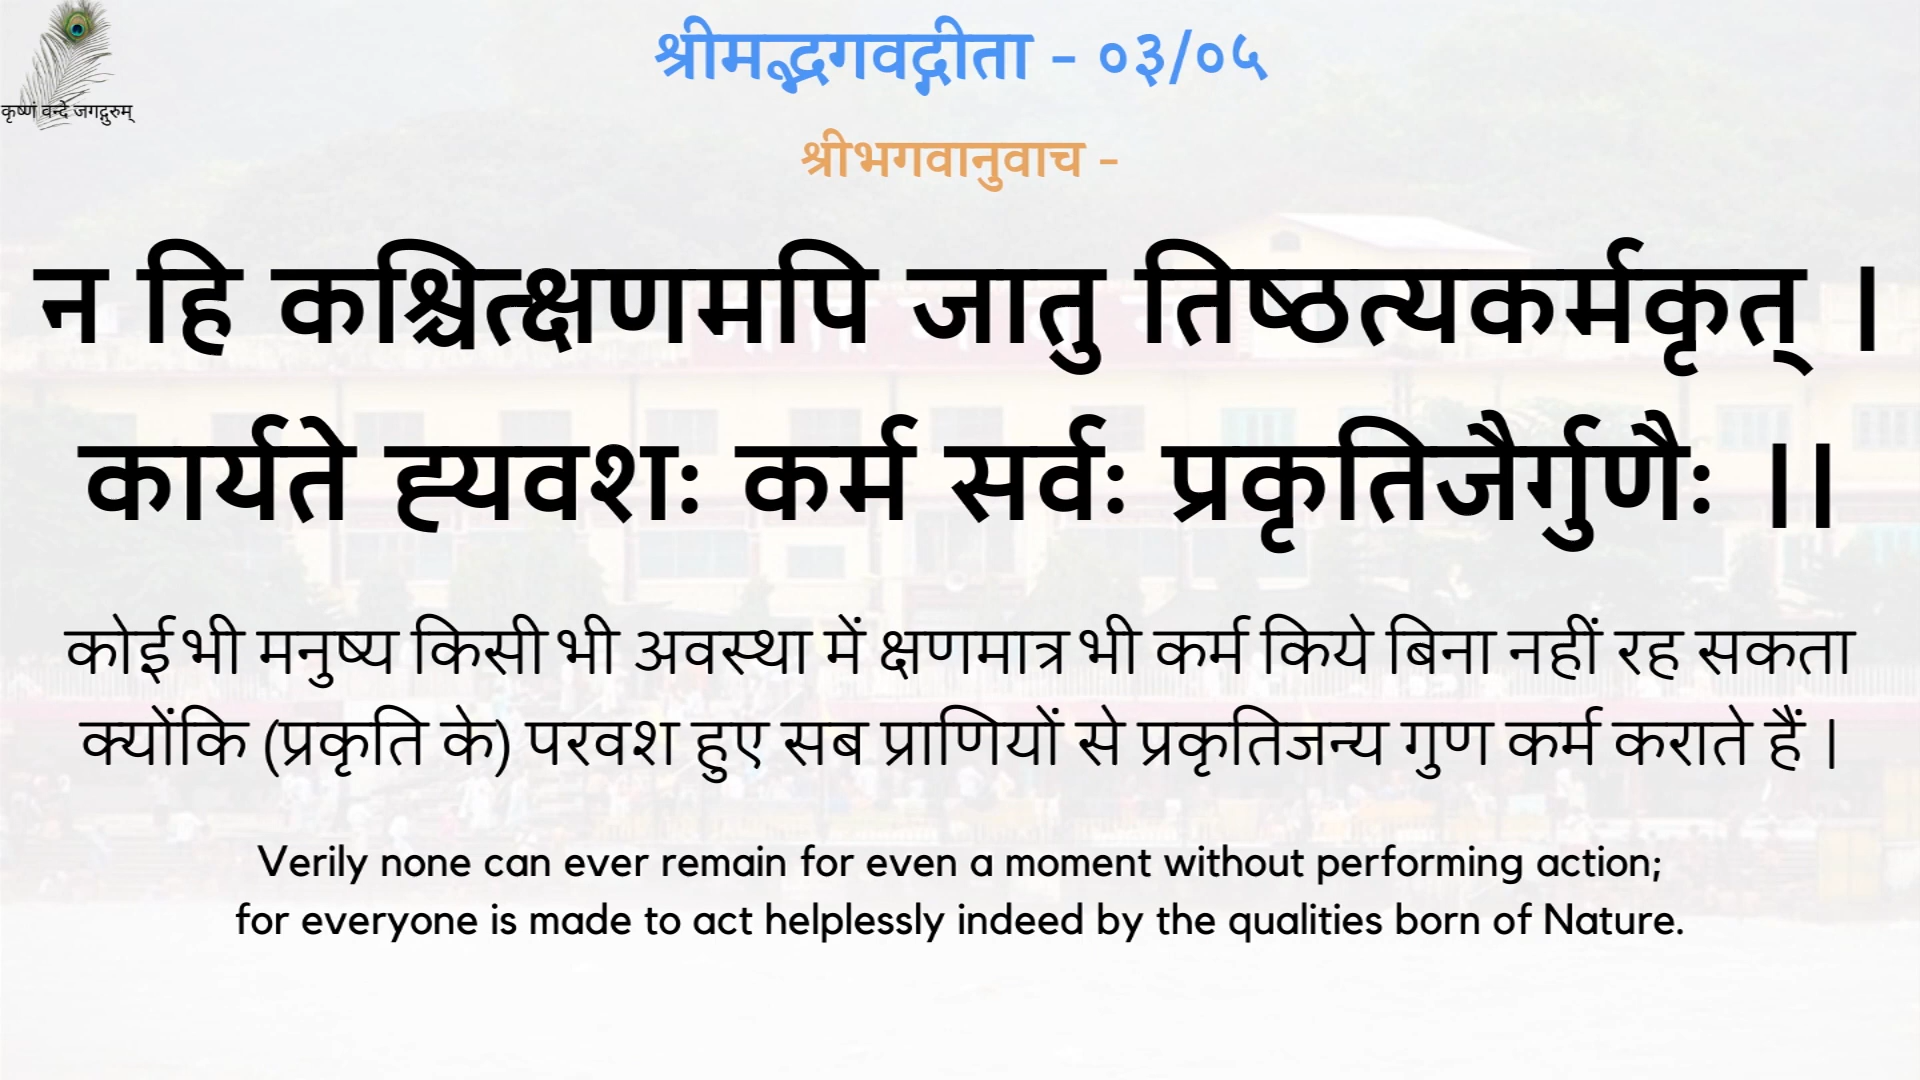 श्रीमद्भगवद्गीता - ०३/०५
कृष्णं वन्दे जगद्गुरुम्
श्रीभगवानुवाच -
न हि कश्चित्क्षणमपि जातु तिष्ठत्यकर्मकृत् |
कार्यते ह्यवशः कर्म सर्वः प्रकृतिजैर्गुणैः ||
कोई भी मनुष्य किसी भी अवस्था में क्षणमात्र भी कर्म किये बिना नहीं रह सकता
क्योंकि (प्रकृति के) परवश हुए सब प्राणियों से प्रकृतिजन्य गुण कर्म कराते हैं |
Verily none can ever remain for even a moment without performing action;
for everyone is made to act helplessly indeed by the qualities born of Nature.